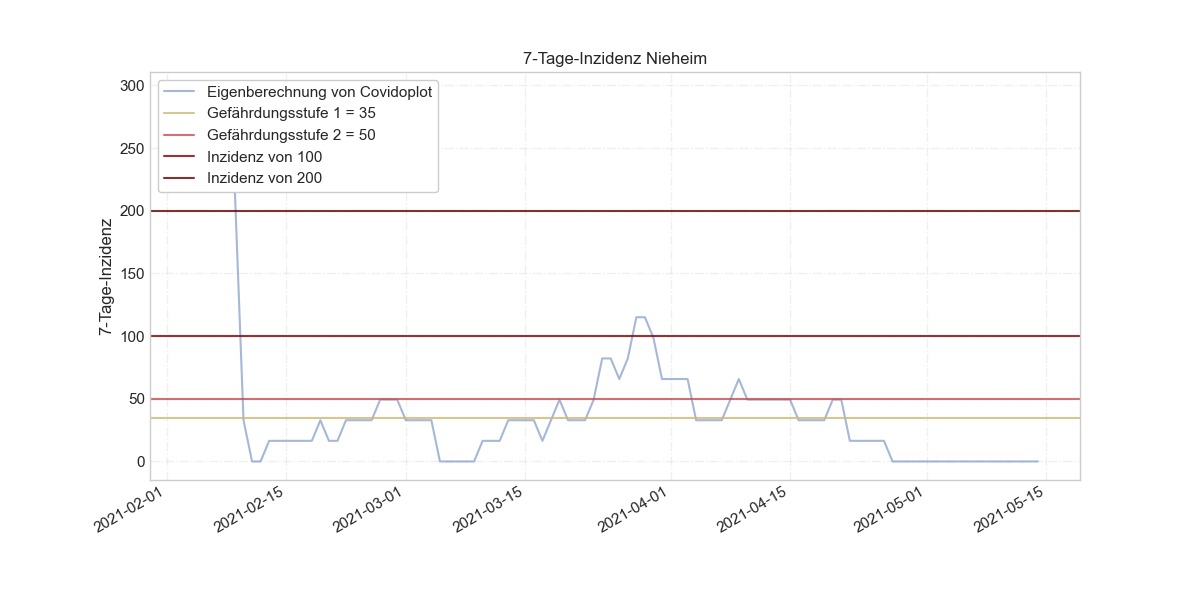 7-Tage-Inzidenz Nieheim
Eigenberechnung von Covidoplot
Gefährdungsstufe 1 = 35
Gefährdungsstufe 2 = 50
Inzidenz von 100
Inzidenz von 200
7-Tage-Inzidenz
300
250
200
150
100
50
0
2021-02-01
2021-02-15
2021-03-01
2021-03-15
2021-04-01
2021-04-15
2021-05-01
2021-05-15